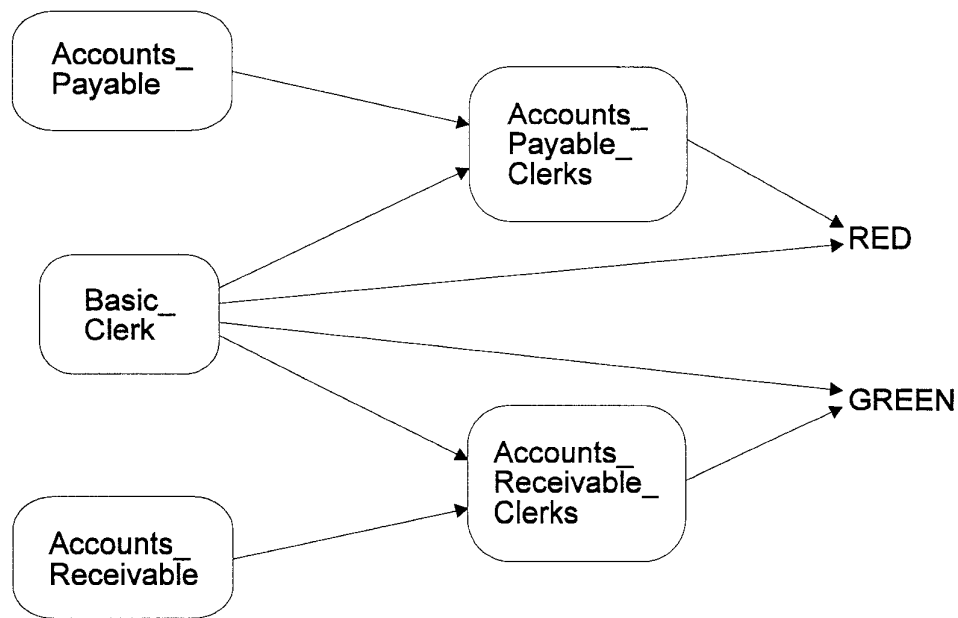 Accounts_
Payable
Accounts_
Payable_
Clerks
RED
Basic_
Clerk
GREEN
Accounts_
Receivable_
Clerks
Accounts_
Receivable